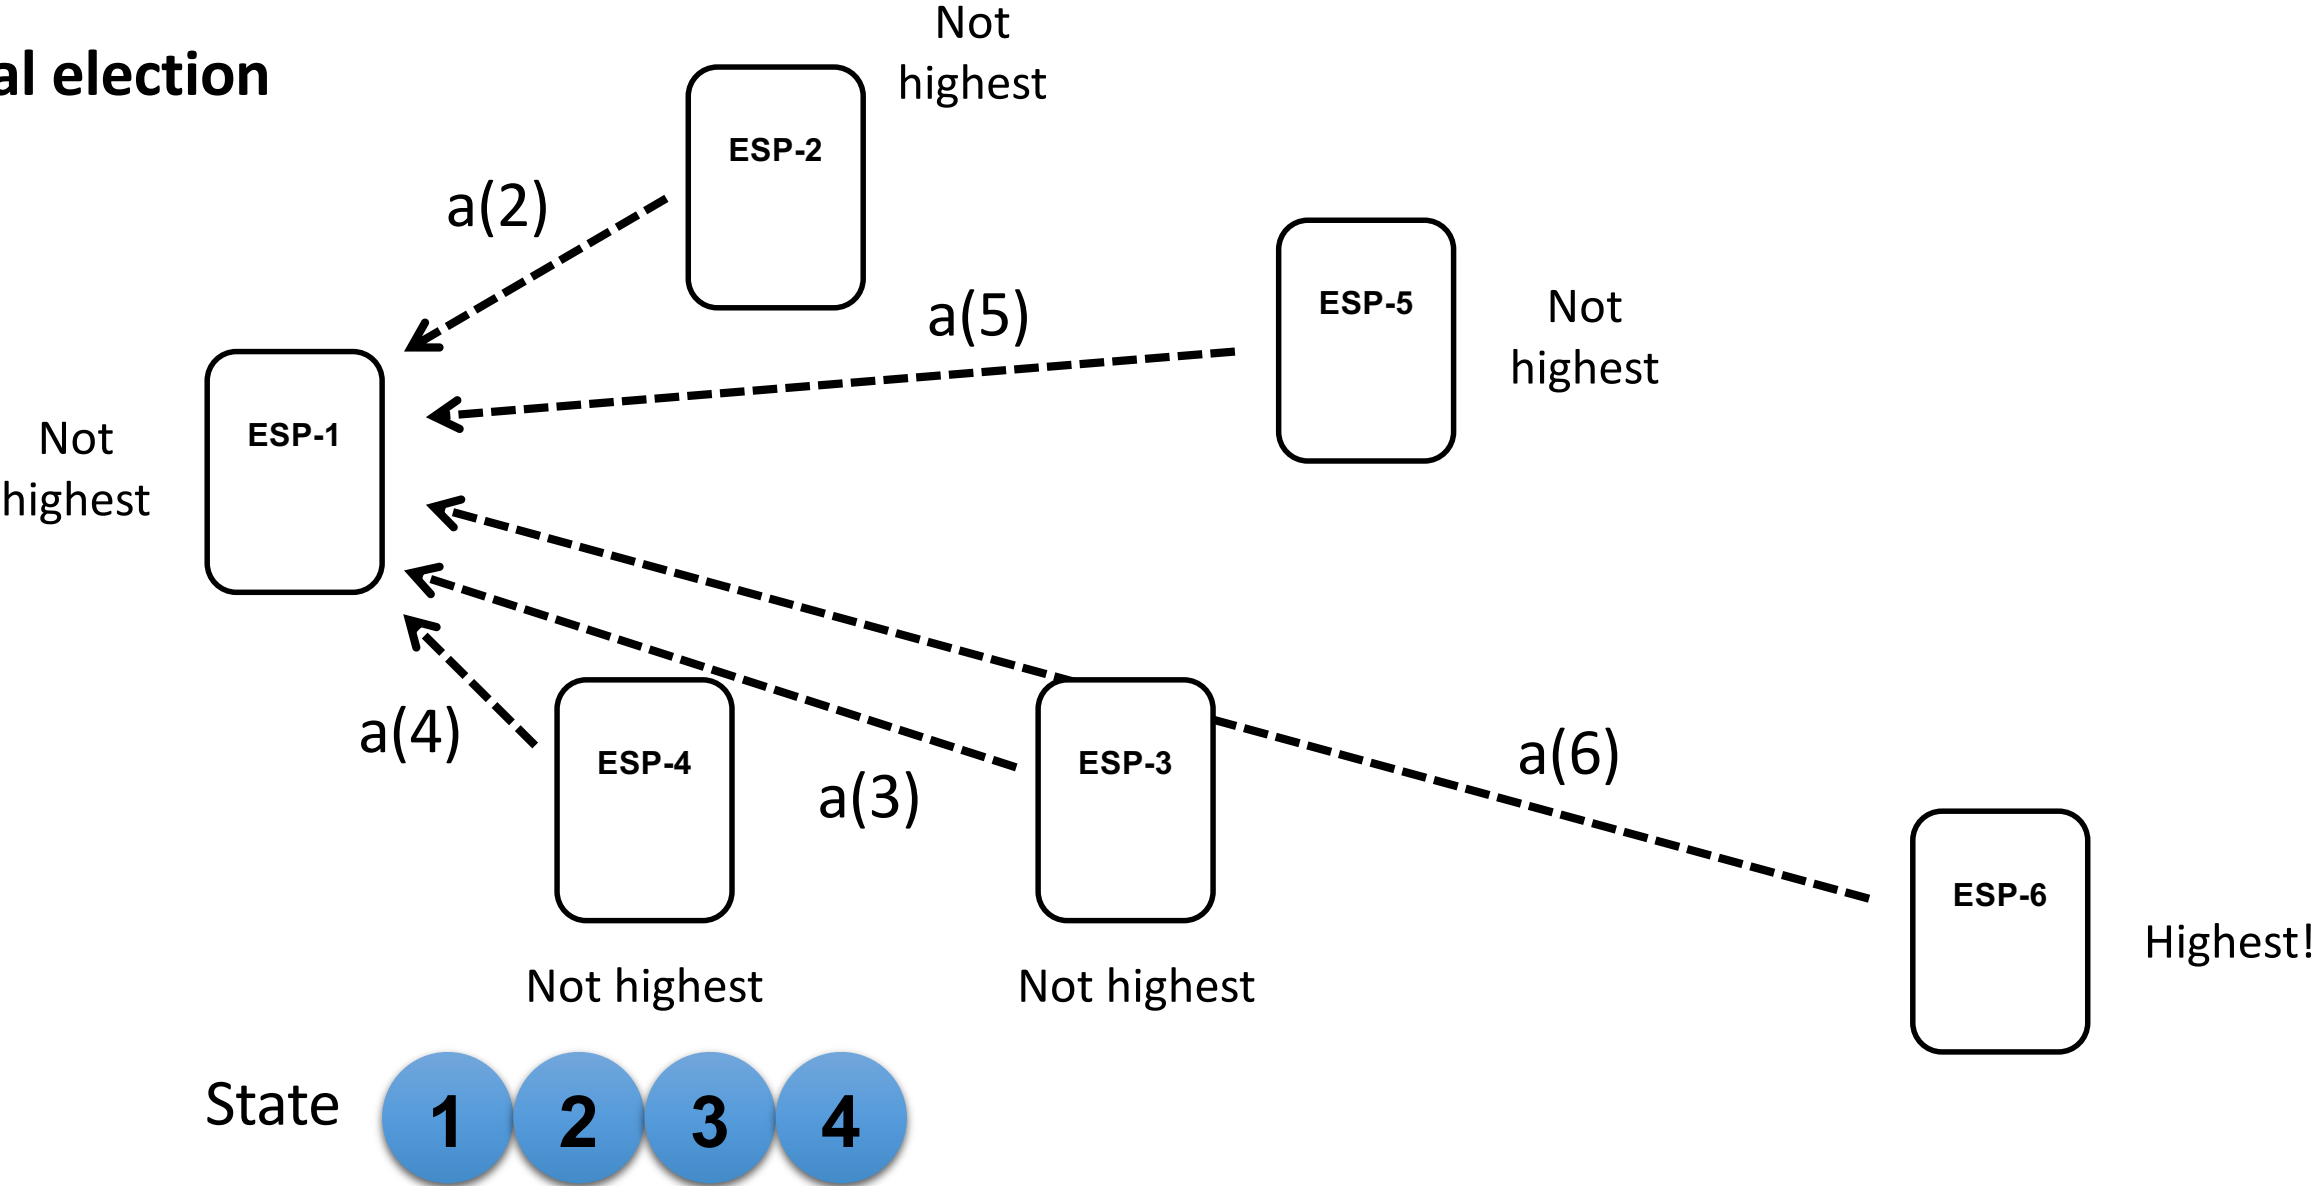 al election
Not
highest
ESP-2
a(2)
ESP-5
a(5)
Not
highest
ESP-1
Not
highest
ESP-4
a(4)
ESP-3
a(3)
a(6)
ESP-6
Highest!
Not highest
Not highest
State
1 2 3 4